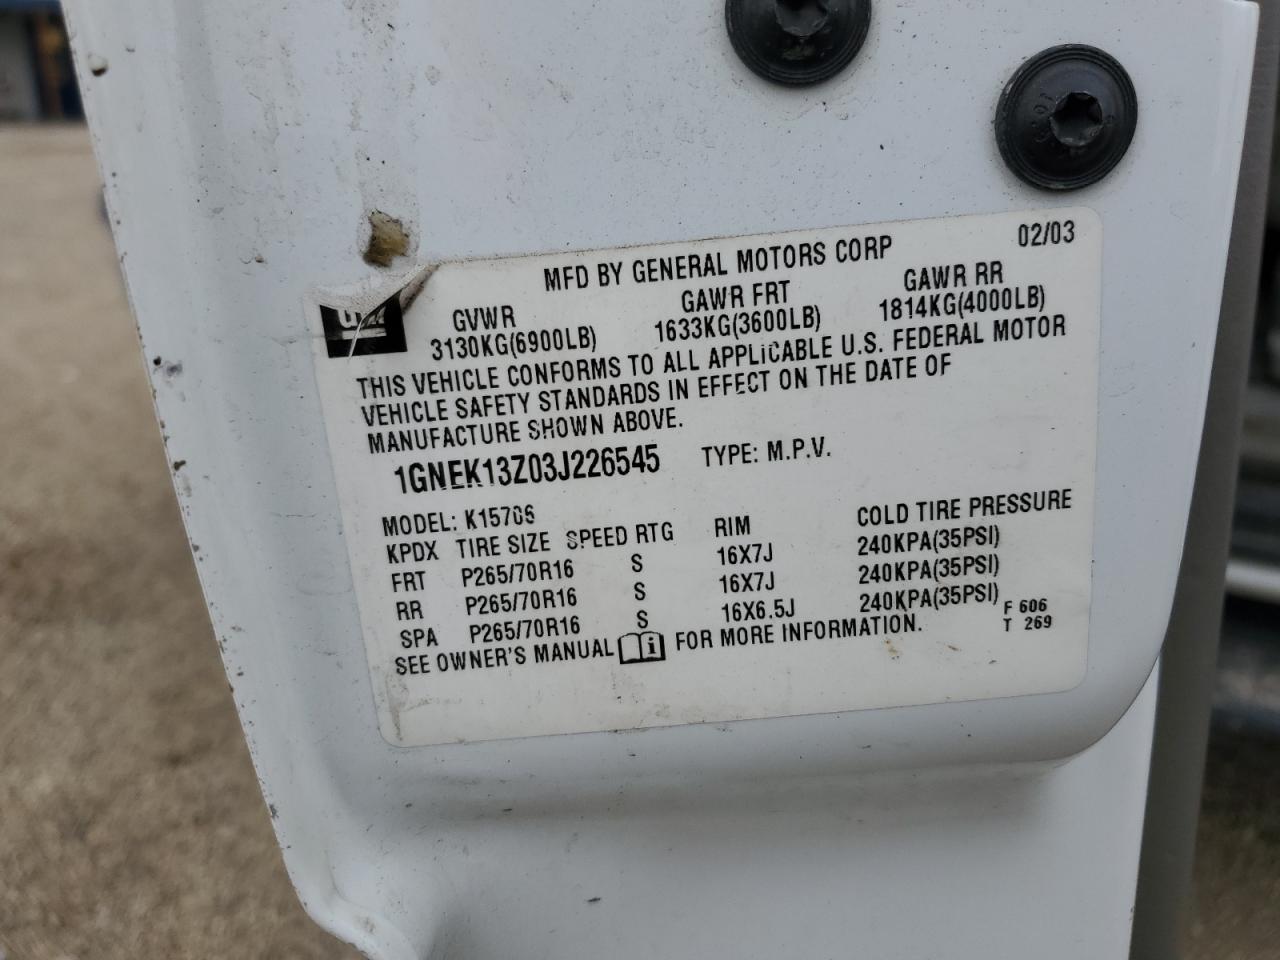 MFD BY GENERAL MOTORS CORP 02/03
GVWR GAWR FRT GAWR RR
3130KG(6900LB) 1633KG(3600LB) 1814KG(4000LB)
THIS VEHICLE CONFORMS TO ALL APPLICABLE U.S. FEDERAL MOTOR
VEHICLE SAFETY STANDARDS IN EFFECT ON THE DATE OF
MANUFACTURE SHOWN ABOVE.
1GNEK13Z03J226545 TYPE: M.P.V.
MODEL: K15706
KPDX TIRE SIZE SPEED RTG RIM COLD TIRE PRESSURE
FRT P265/70R16 S 16X7J 240KPA(35PSI)
RR P265/70R16 S 16X7J 240KPA(35PSI)
SPA P265/70R16 S 16X6.5J 240KPA(35PSI)
SEE OWNER'S MANUAL FOR MORE INFORMATION.
F 606
T 269